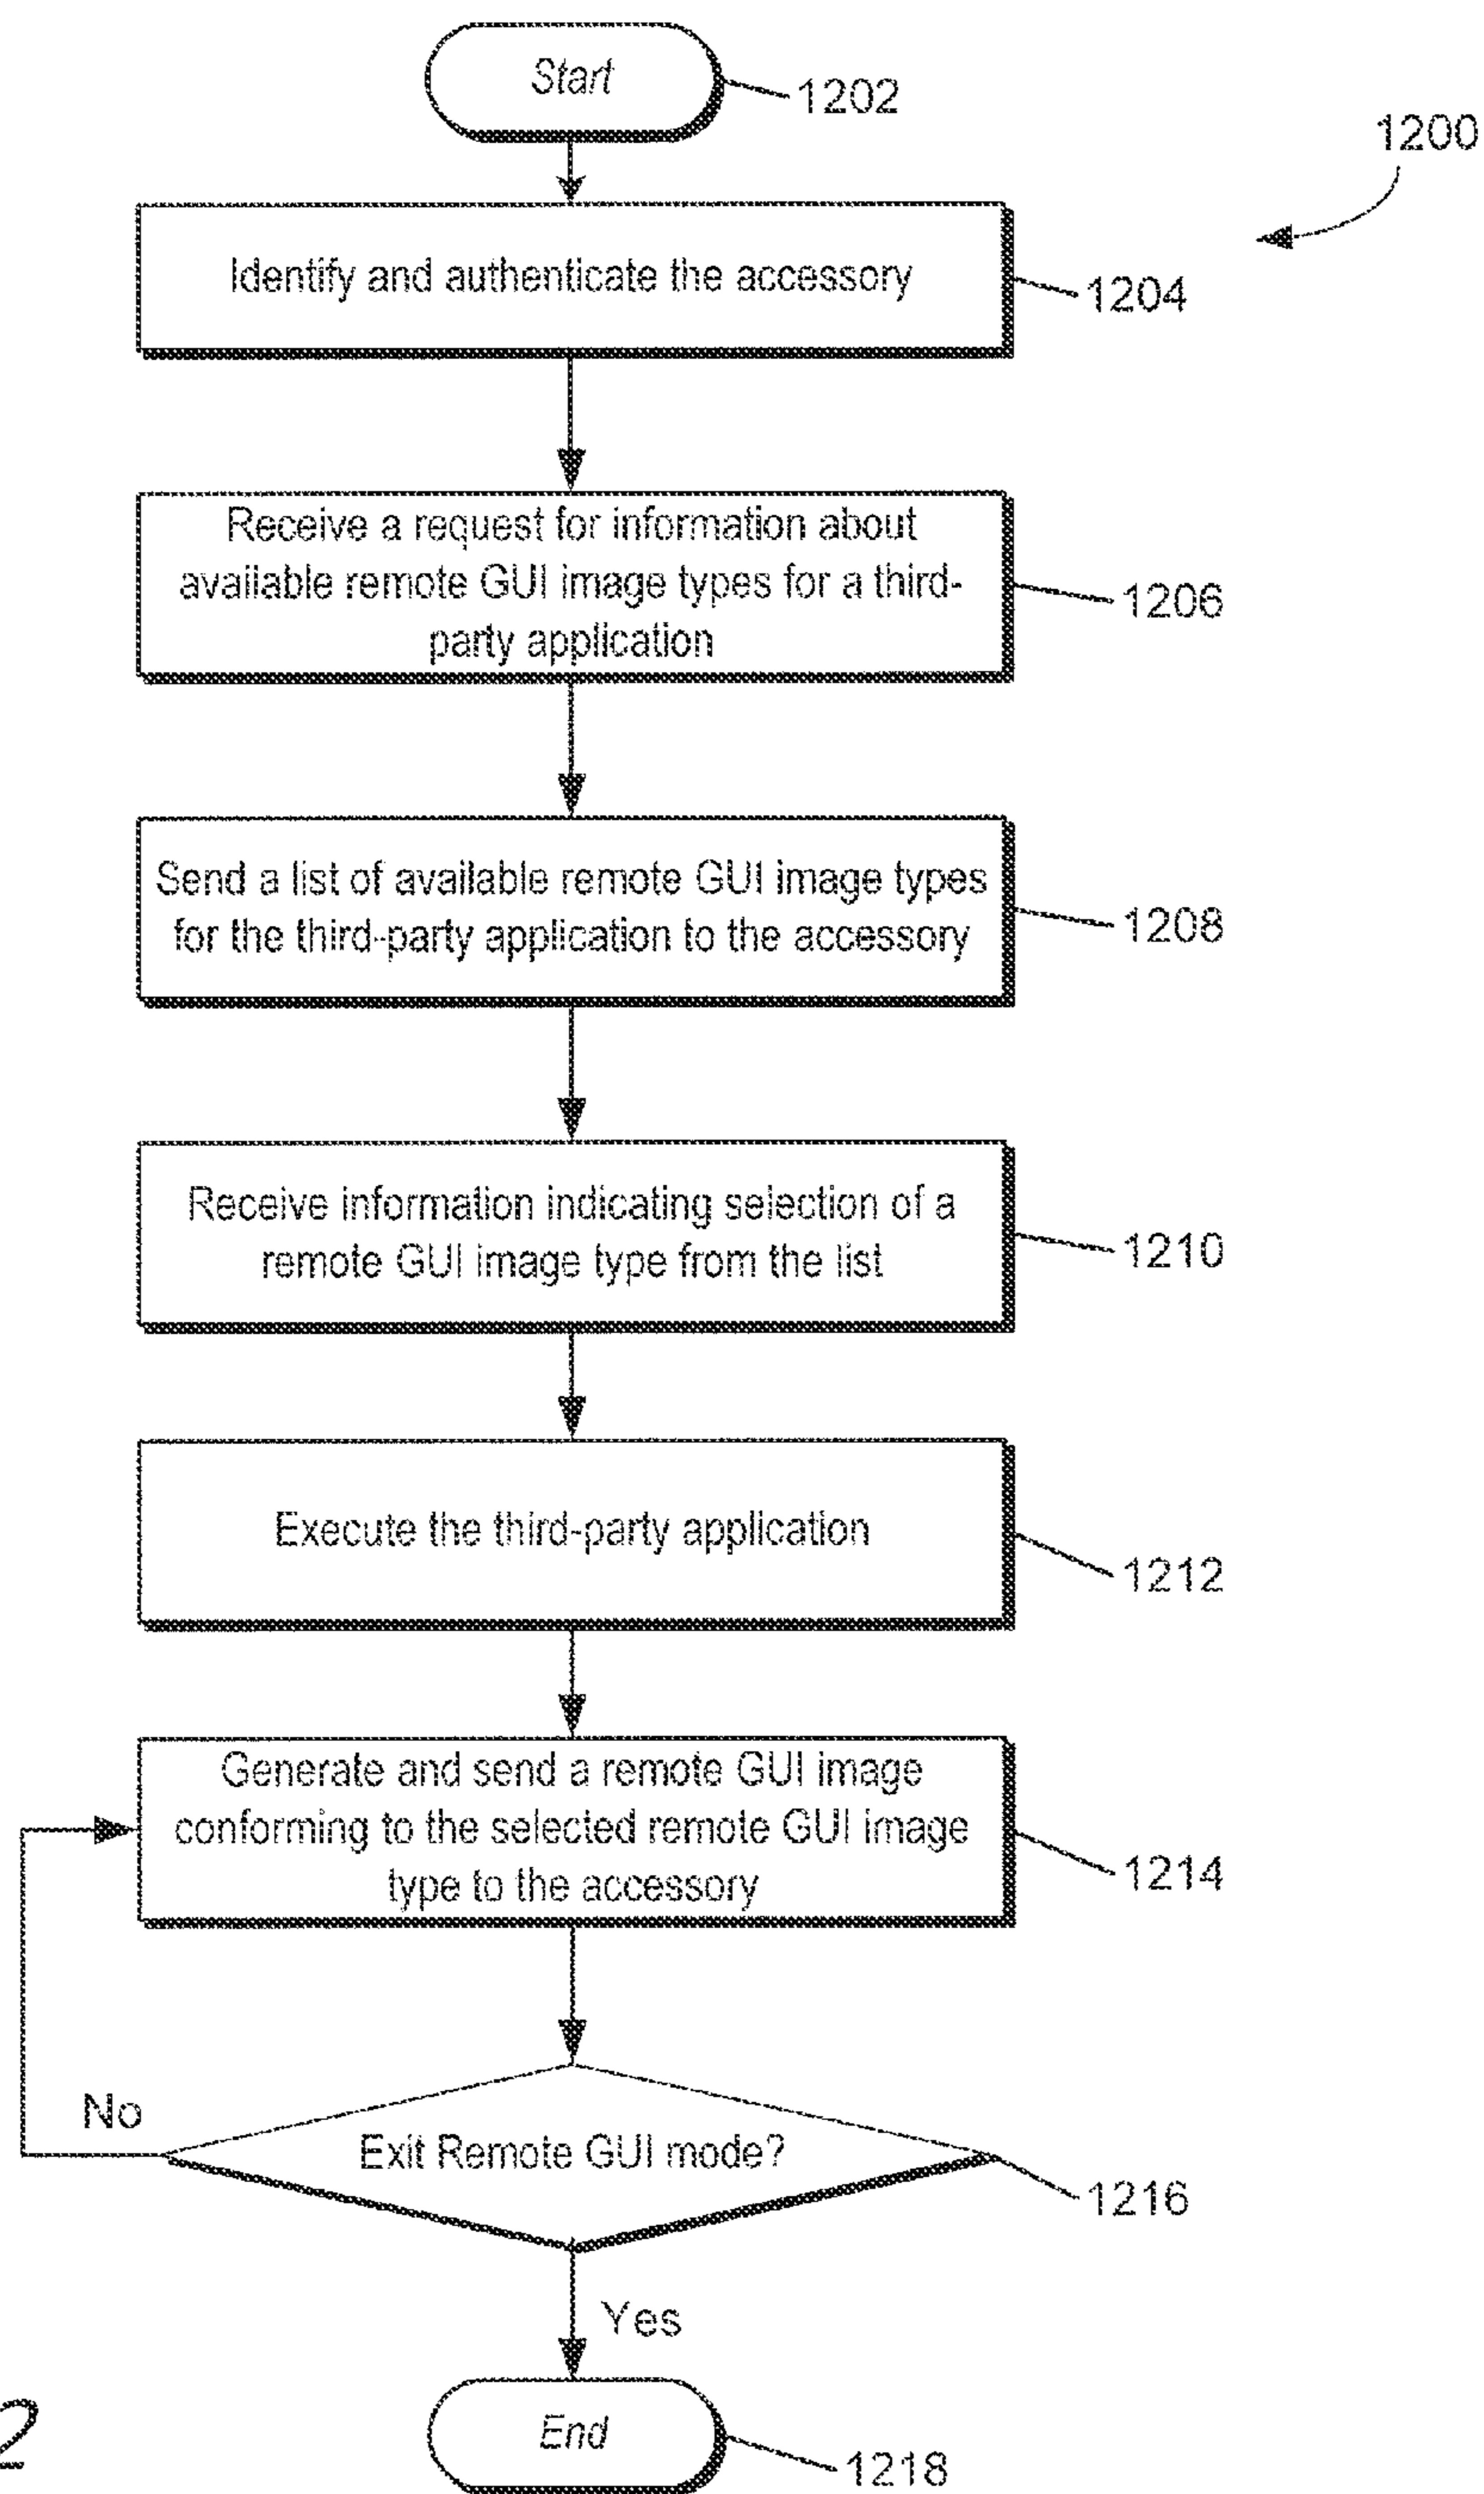 Start
1202
1200
Identify and authenticate the accessory
1204
Receive a request for information about
available remote GUI image types for a third-
party application
1206
Send a list of available remote GUI image types
for the third-party application to the accessory
1208
Receive information indicating selection of a
remote GUI image type from the list
1210
Execute the third-party application
1212
Generate and send a remote GUI image
conforming to the selected remote GUI image
type to the accessory
1214
No
Exit Remote GUI mode?
1216
Yes
2
End
1218